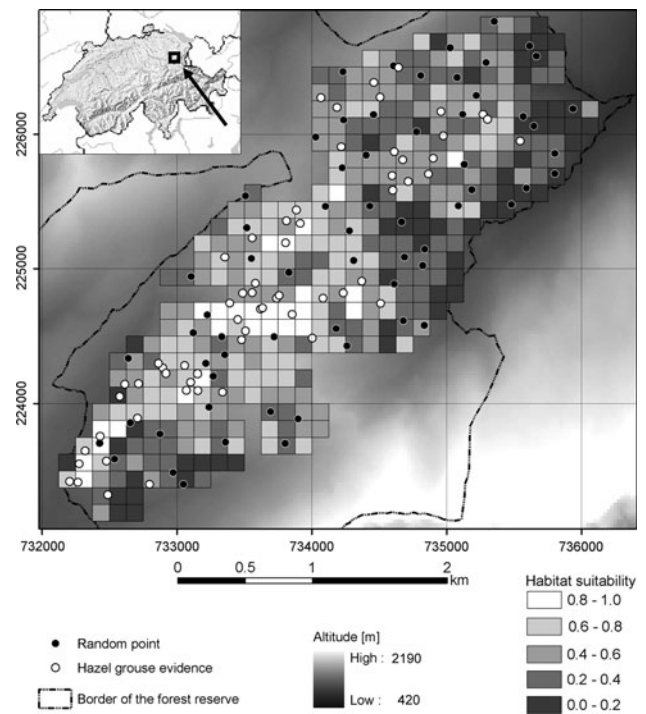 226000
225000
224000
732000 733000 734000 735000 736000
0 0.5 1 2
km
Random point
Hazel grouse evidence
Border of the forest reserve
Altitude [m]
High : 2190
Low : 420
Habitat suitability
0.8 - 1.0
0.6 - 0.8
0.4 - 0.6
0.2 - 0.4
0.0 - 0.2